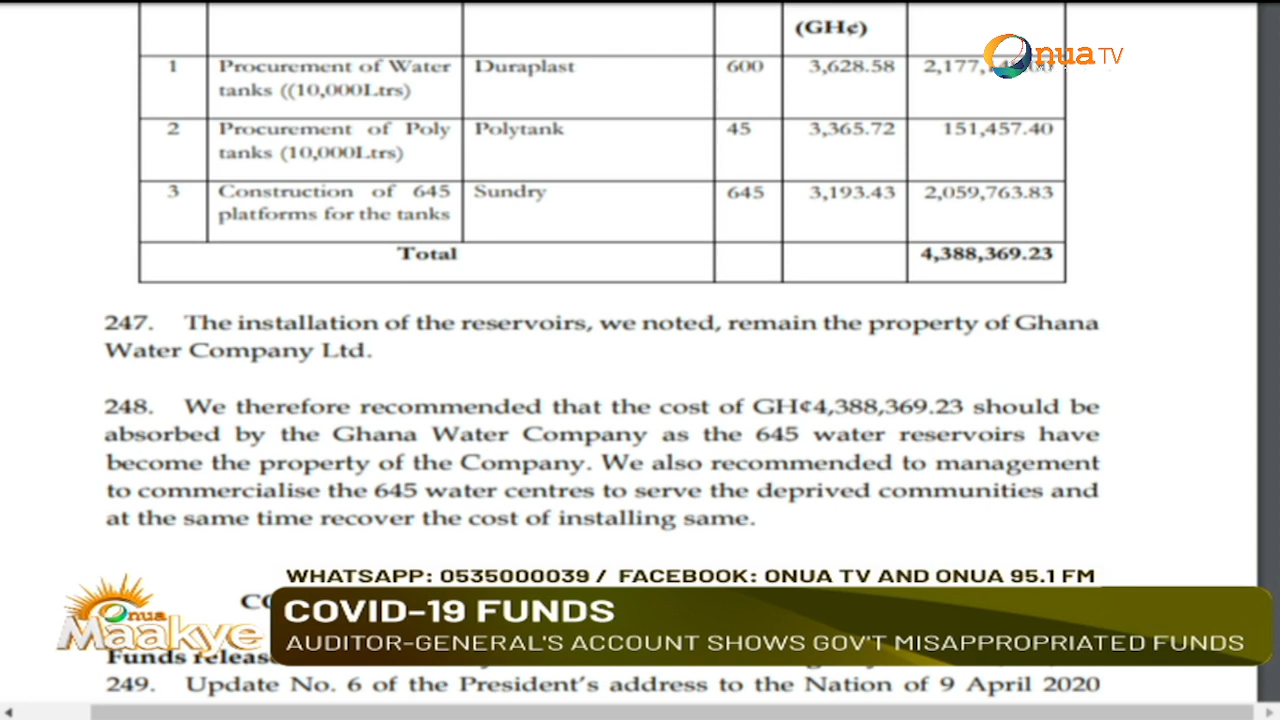 (GH¢)
1 Procurement of Water Duraplast 600 3,628.58 2,177,
tanks ((10,000Ltrs)
2 Procurement of Poly Polytank 45 3,365.72 151,457.40
tanks (10,000Ltrs)
3 Construction of 645 Sundry 645 3,193.43 2,059,763.83
platforms for the tanks
Total 4,388,369.23
Onua TV
247. The installation of the reservoirs, we noted, remain the property of Ghana
Water Company Ltd.
248. We therefore recommended that the cost of GH¢4,388,369.23 should be
absorbed by the Ghana Water Company as the 645 water reservoirs have
become the property of the Company. We also recommended to management
to commercialise the 645 water centres to serve the deprived communities and
at the same time recover the cost of installing same.
WHATSAPP: 0535000039 / FACEBOOK: ONUA TV AND ONUA 95.1 FM
COVID-19 FUNDS
AUDITOR-GENERAL'S ACCOUNT SHOWS GOV'T MISAPPROPRIATED FUNDS
Onua
Maakye
Funds
249. Update No. 6 of the President's address to the Nation of 9 April 2020